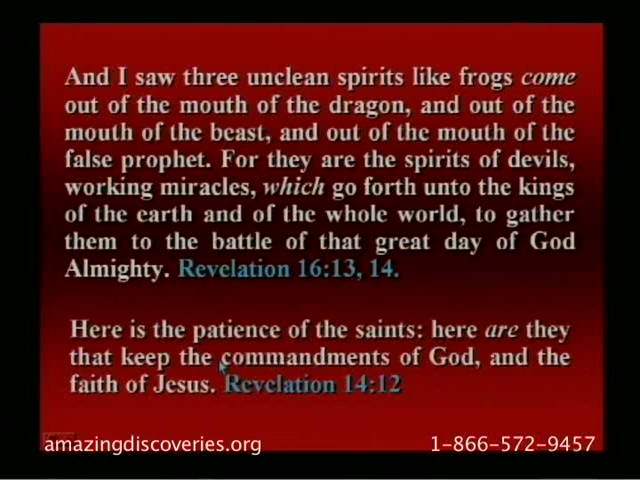 And I saw three unclean spirits like frogs come
out of the mouth of the dragon, and out of the
mouth of the beast, and out of the mouth of the
false prophet. For they are the spirits of devils,
working miracles, which go forth unto the kings
of the earth and of the whole world, to gather
them to the battle of that great day of God
Almighty. Revelation 16:13, 14.
Here is the patience of the saints: here are they
that keep the commandments of God, and the
faith of Jesus. Revelation 14:12
amazingdiscoveries.org 1-866-572-9457